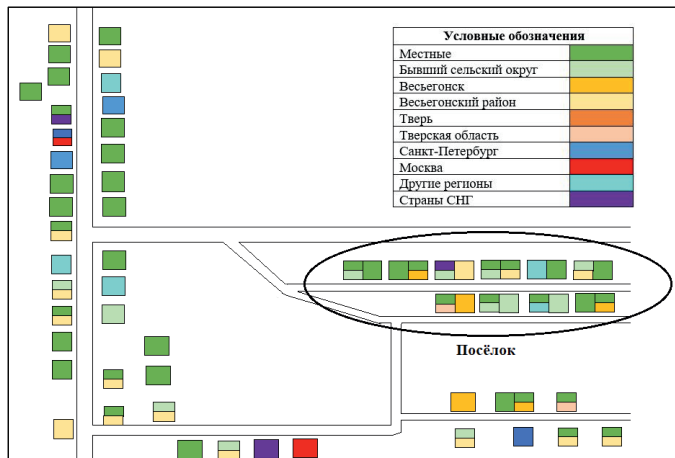 Условные обозначения
Местные
Бывший сельский округ
Весьегонск
Весьегонский район
Тверь
Тверская область
Санкт-Петербург
Москва
Другие регионы
Страны СНГ
Посёлок